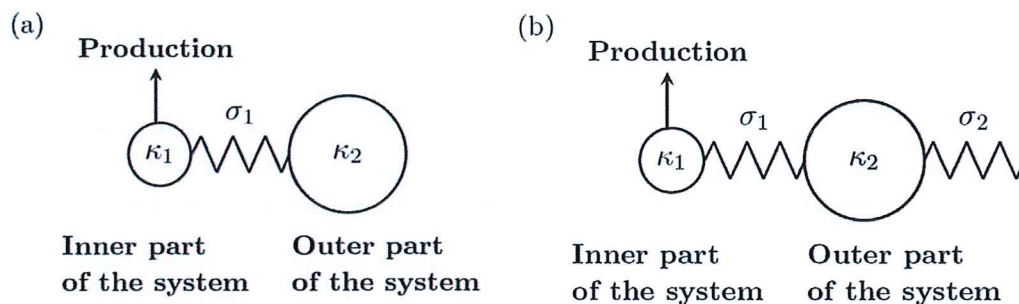 (a)
Production
σ₁
κ₁
κ₂
Inner part
of the system
Outer part
of the system
(b)
Production
σ₁
σ₂
κ₁
κ₂
Inner part
of the system
Outer part
of the system